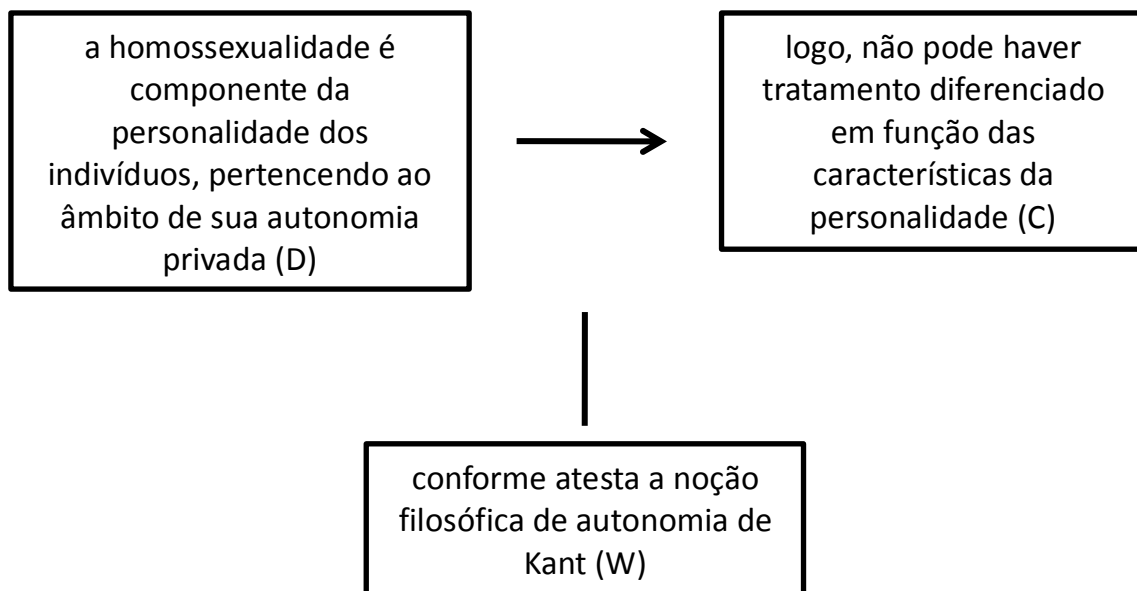 a homossexualidade é
componente da
personalidade dos
indivíduos, pertencendo ao
âmbito de sua autonomia
privada (D)
logo, não pode haver
tratamento diferenciado
em função das
características da
personalidade (C)
conforme atesta a noção
filosófica de autonomia de
Kant (W)